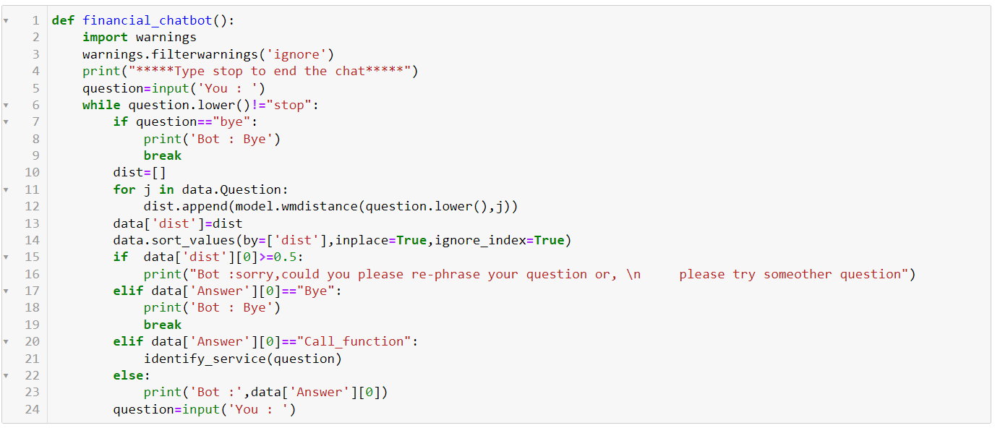 1 def financial_chatbot():
2     import warnings
3     warnings.filterwarnings('ignore')
4     print("*****Type stop to end the chat*****")
5     question=input('You : ')
6     while question.lower()!="stop":
7         if question=="bye":
8             print('Bot : Bye')
9             break
10         dist=[]
11         for j in data.Question:
12             dist.append(model.wmdistance(question.lower(),j))
13         data['dist']=dist
14         data.sort_values(by=['dist'],inplace=True,ignore_index=True)
15         if  data['dist'][0]>=0.5:
16             print("Bot :sorry,could you please re-phrase your question or, \n     please try someother question")
17         elif data['Answer'][0]=="Bye":
18             print('Bot : Bye')
19             break
20         elif data['Answer'][0]=="Call_function":
21             identify_service(question)
22         else:
23             print('Bot :',data['Answer'][0])
24         question=input('You : ')